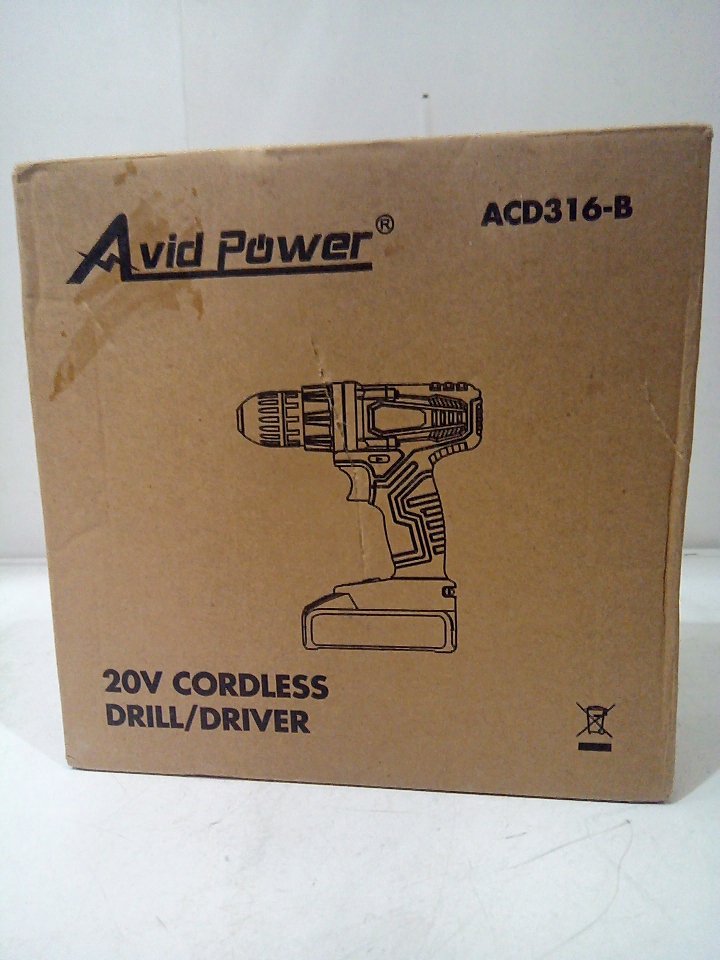 Avid Power®
ACD316-B
20V CORDLESS
DRILL/DRIVER